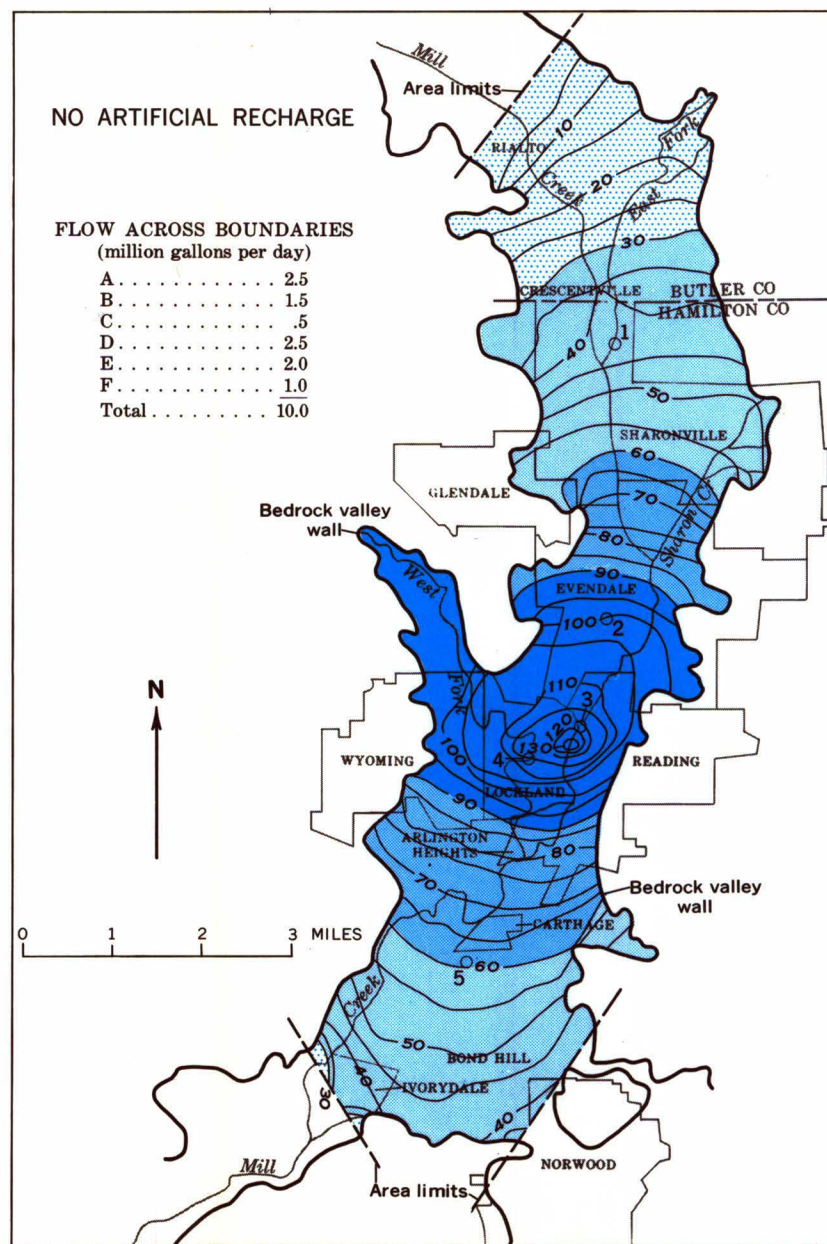 NO ARTIFICIAL RECHARGE
FLOW ACROSS BOUNDARIES
(million gallons per day)
A . . . . . . . . . . . . 2.5
B . . . . . . . . . . . . 1.5
C . . . . . . . . . . . . .5
D . . . . . . . . . . . . 2.5
E . . . . . . . . . . . . 2.0
F . . . . . . . . . . . . 1.0
Total . . . . . . . . . . 10.0
Mill
Area limits
10
RIALTO
Fork
Creek
20
East
30
CRESCENTVILLE
BUTLER CO
HAMILTON CO
1
40
50
SHARONVILLE
60
GLENDALE
70
Sharon Cr
Bedrock valley
wall
80
West
90
EVENDALE
100
2
N
Fork
110
3
120
130
4
100
WYOMING
READING
LOCKLAND
90
ARLINGTON
HEIGHTS
80
70
Bedrock valley
wall
CARTHAGE
0 1 2 3 MILES
60
5
Creek
50
BOND HILL
40
IVORYDALE
30
40
Mill
NORWOOD
Area limits